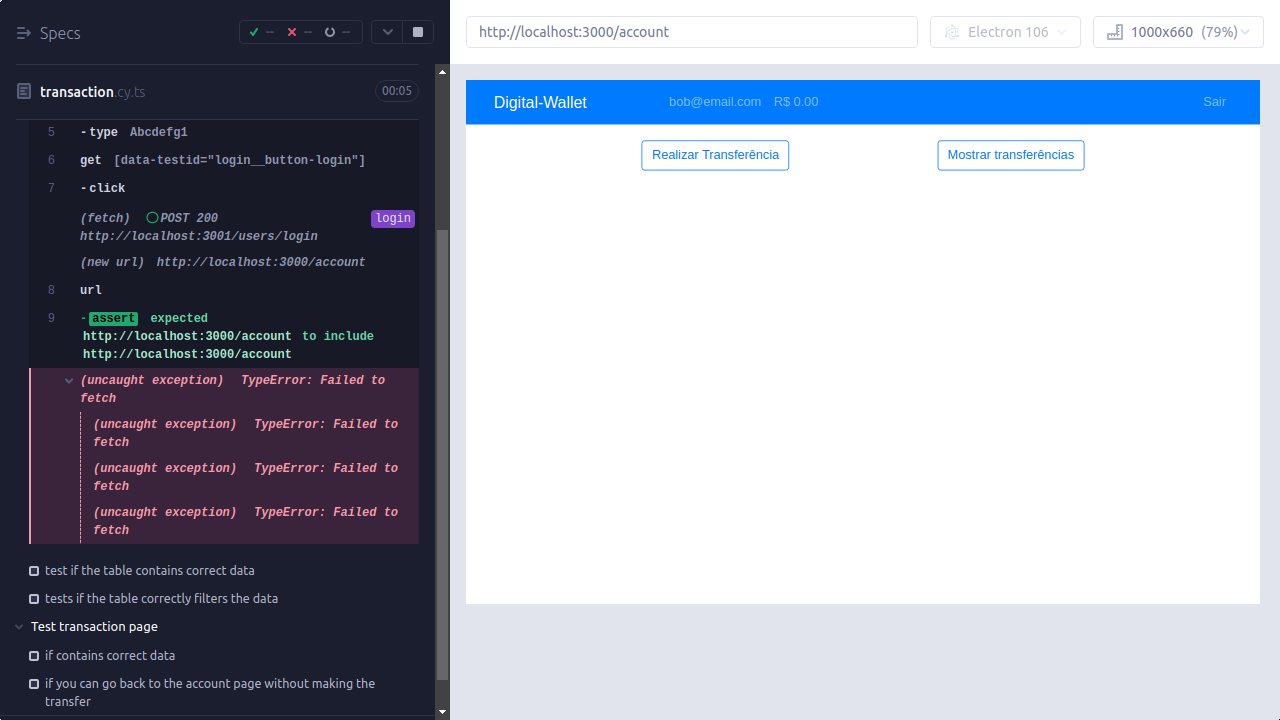 Specs
--
--
--
transaction.cy.ts
00:05
5 -type Abcdefg1
6 get [data-testid="login__button-login"]
7 -click
(fetch) POST 200 login
http://localhost:3001/users/login
(new url) http://localhost:3000/account
8 url
9 -assert expected
http://localhost:3000/account to include
http://localhost:3000/account
(uncaught exception) TypeError: Failed to
fetch
(uncaught exception) TypeError: Failed to
fetch
(uncaught exception) TypeError: Failed to
fetch
(uncaught exception) TypeError: Failed to
fetch
test if the table contains correct data
tests if the table correctly filters the data
Test transaction page
if contains correct data
if you can go back to the account page without making the
transfer
http://localhost:3000/account
Electron 106
1000x660 (79%)
Digital-Wallet bob@email.com R$ 0.00 Sair
Realizar Transferência
Mostrar transferências